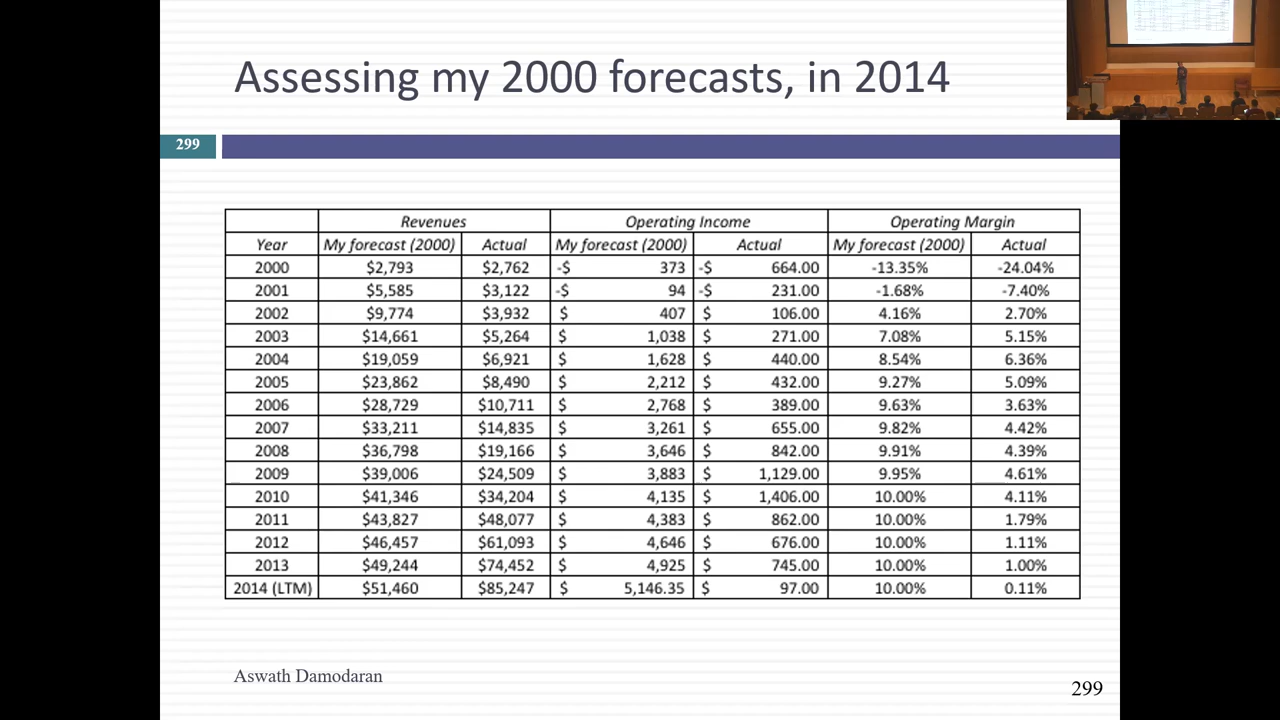 Assessing my 2000 forecasts, in 2014
299
Revenues Operating Income Operating Margin
Year My forecast (2000) Actual My forecast (2000) Actual My forecast (2000) Actual
2000 $2,793 $2,762 -$ 373 -$ 664.00 -13.35% -24.04%
2001 $5,585 $3,122 -$ 94 -$ 231.00 -1.68% -7.40%
2002 $9,774 $3,932 $ 407 $ 106.00 4.16% 2.70%
2003 $14,661 $5,264 $ 1,038 $ 271.00 7.08% 5.15%
2004 $19,059 $6,921 $ 1,628 $ 440.00 8.54% 6.36%
2005 $23,862 $8,490 $ 2,212 $ 432.00 9.27% 5.09%
2006 $28,729 $10,711 $ 2,768 $ 389.00 9.63% 3.63%
2007 $33,211 $14,835 $ 3,261 $ 655.00 9.82% 4.42%
2008 $36,798 $19,166 $ 3,646 $ 842.00 9.91% 4.39%
2009 $39,006 $24,509 $ 3,883 $ 1,129.00 9.95% 4.61%
2010 $41,346 $34,204 $ 4,135 $ 1,406.00 10.00% 4.11%
2011 $43,827 $48,077 $ 4,383 $ 862.00 10.00% 1.79%
2012 $46,457 $61,093 $ 4,646 $ 676.00 10.00% 1.11%
2013 $49,244 $74,452 $ 4,925 $ 745.00 10.00% 1.00%
2014 (LTM) $51,460 $85,247 $ 5,146.35 $ 97.00 10.00% 0.11%
Aswath Damodaran
299